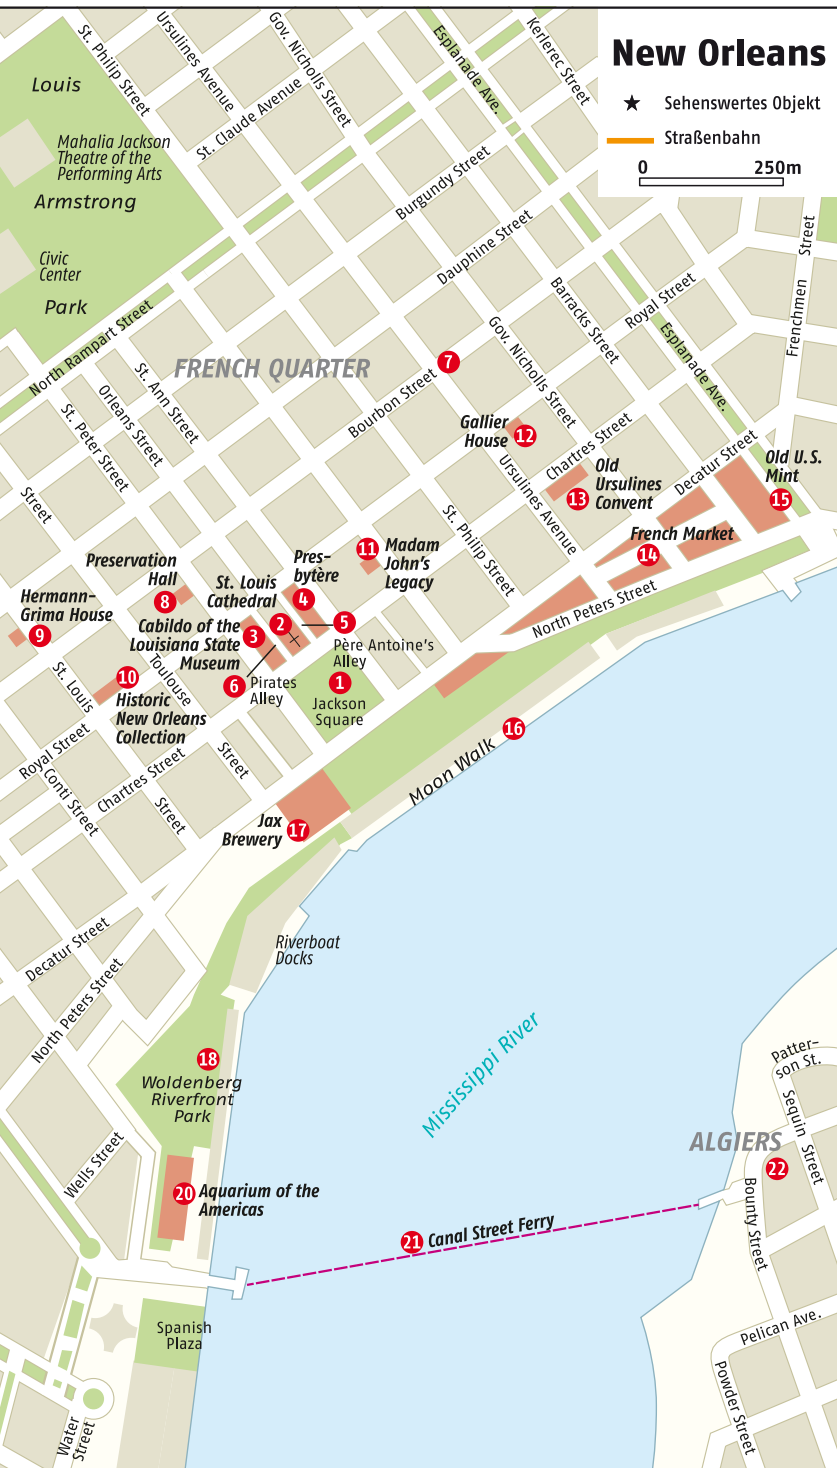 New Orleans
Sehenswertes Objekt
Straßenbahn
0 250m
St. Philip Street
Ursulines Avenue
Gov. Nicholls Street
Esplanade Ave.
Kerlerec Street
Louis
Armstrong
Park
Mahalia Jackson
Theatre of the
Performing Arts
Civic
Center
St. Claude Avenue
Burgundy Street
Dauphine Street
Barracks Street
Royal Street
Frenchmen Street
Esplanade Ave.
North Rampart Street
FRENCH QUARTER
St. Ann Street
Orleans Street
St. Peter Street
Street
Bourbon Street
7
Gov. Nicholls Street
Gallier
House
12
Chartres Street
Ursulines Avenue
Old
Ursulines
Convent
13
Decatur Street
Old U.S.
Mint
15
French Market
14
St. Philip Street
North Peters Street
11
Madam
John's
Legacy
Pres-
bytère
4
Preservation
Hall
8
St. Louis
Cathedral
2
Hermann-
Grima House
9
Cabildo of the
Louisiana State
Museum
3
5
Père Antoine's
Alley
6
Pirates
Alley
1
Jackson
Square
10
Historic
New Orleans
Collection
St. Louis
Street
Toulouse
Street
Royal Street
Conti Street
Chartres Street
16
Moon Walk
Jax
Brewery
17
Decatur Street
North Peters Street
Riverboat
Docks
Mississippi River
18
Woldenberg
Riverfront
Park
Wells Street
20
Aquarium of the
Americas
21
Canal Street Ferry
Patter-
son St.
Sequin Street
ALGIERS
22
Bounty Street
Pelican Ave.
Powder Street
Spanish
Plaza
Water
Street